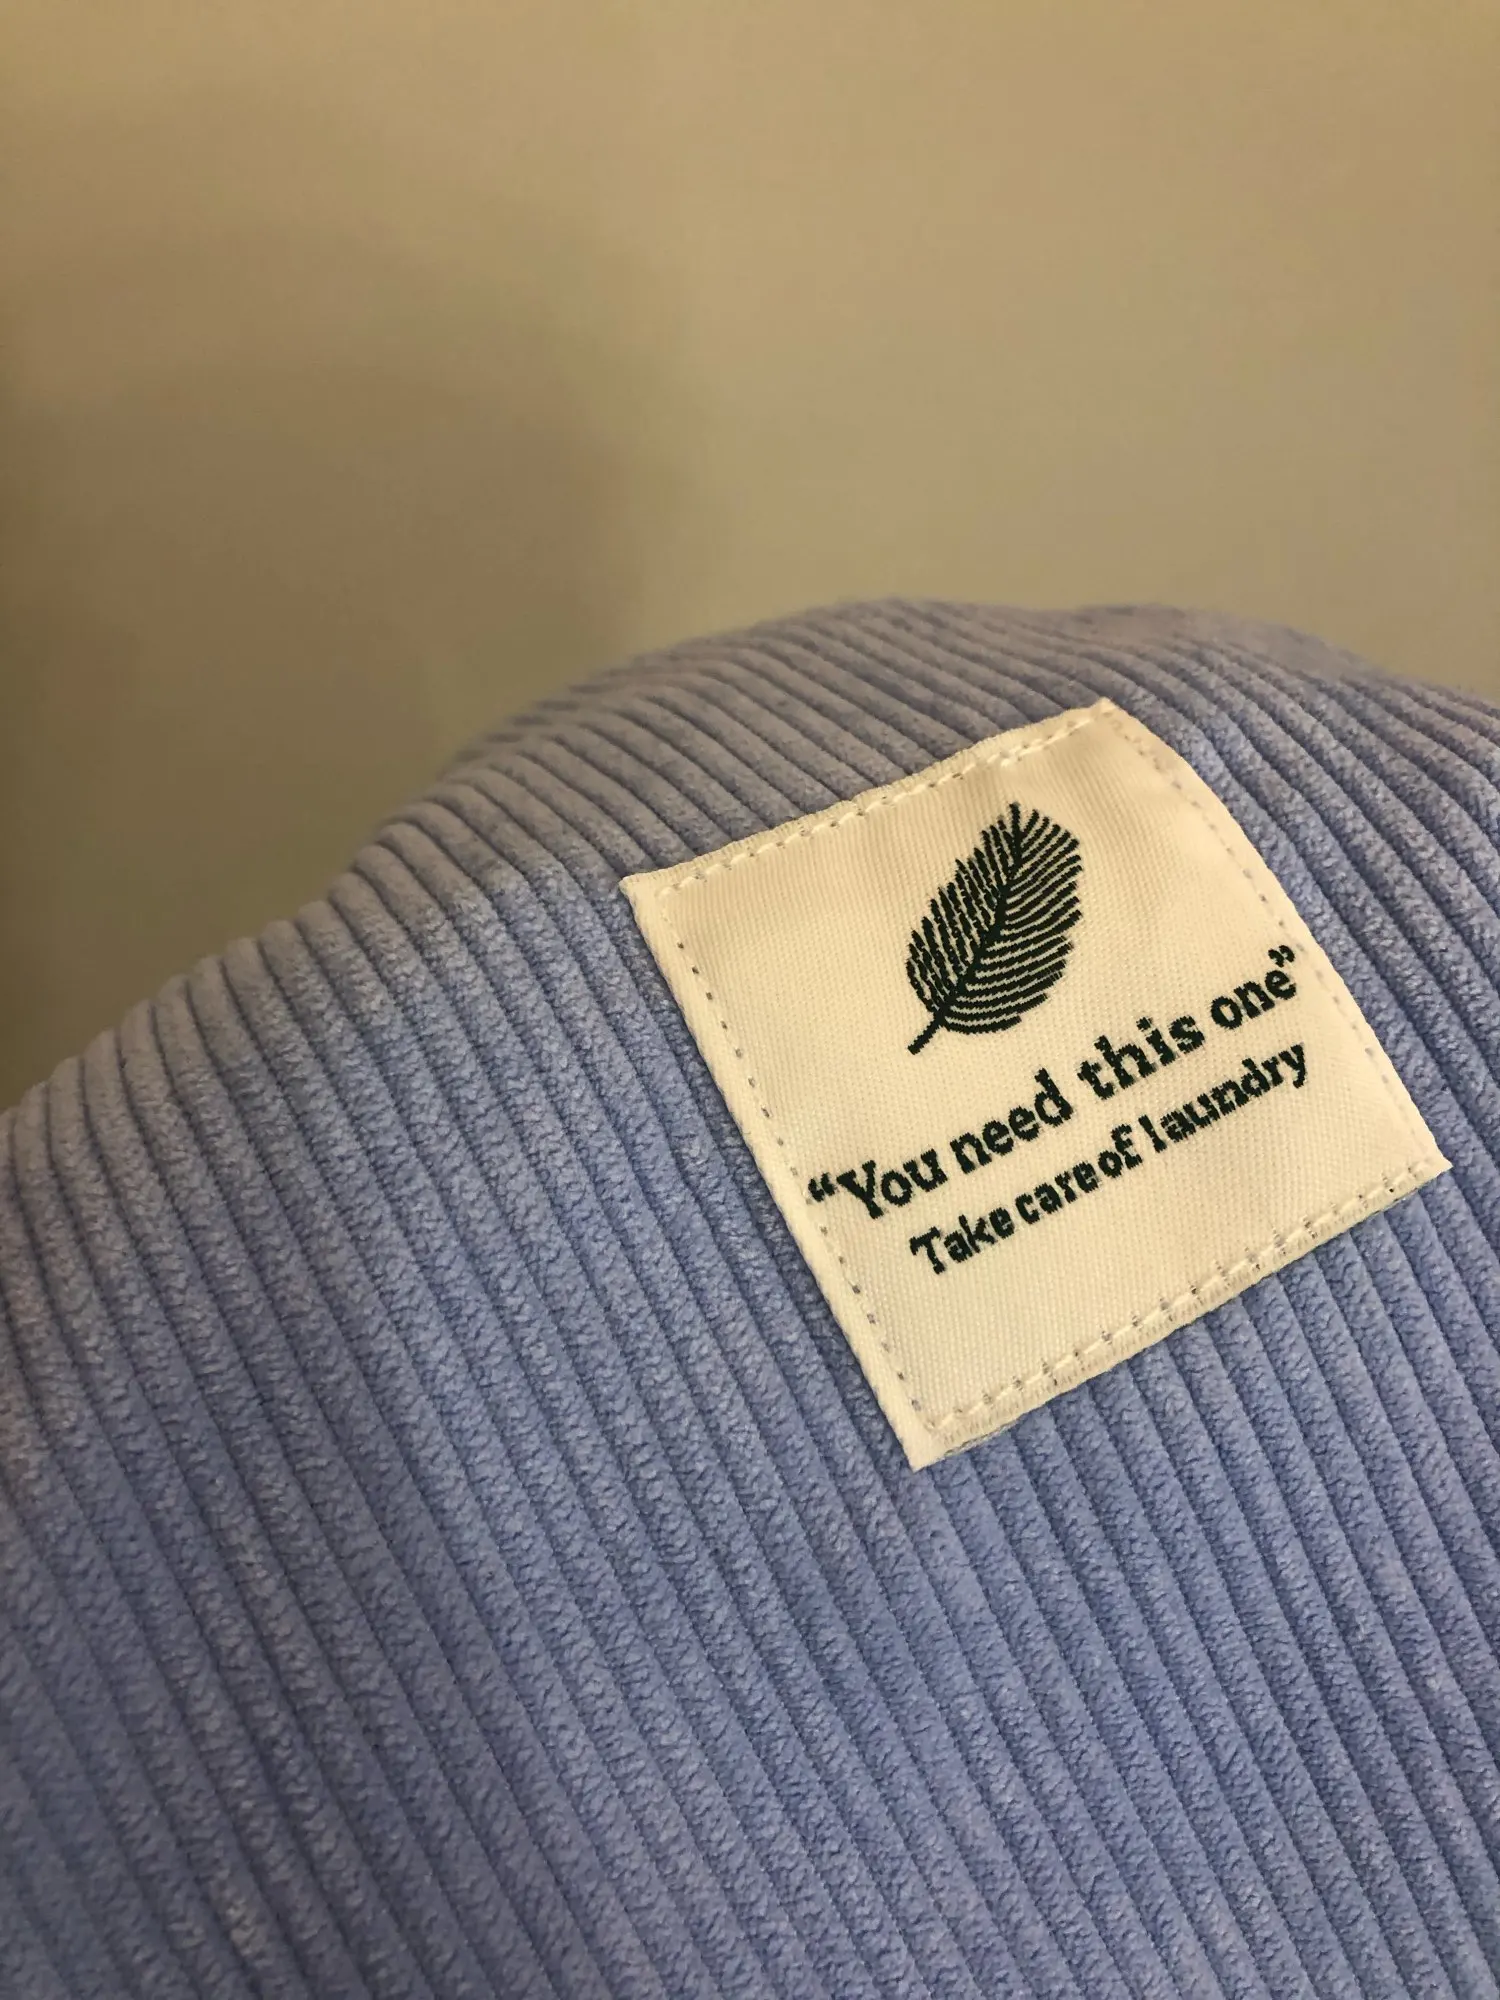 “You need this one”
Take care of laundry